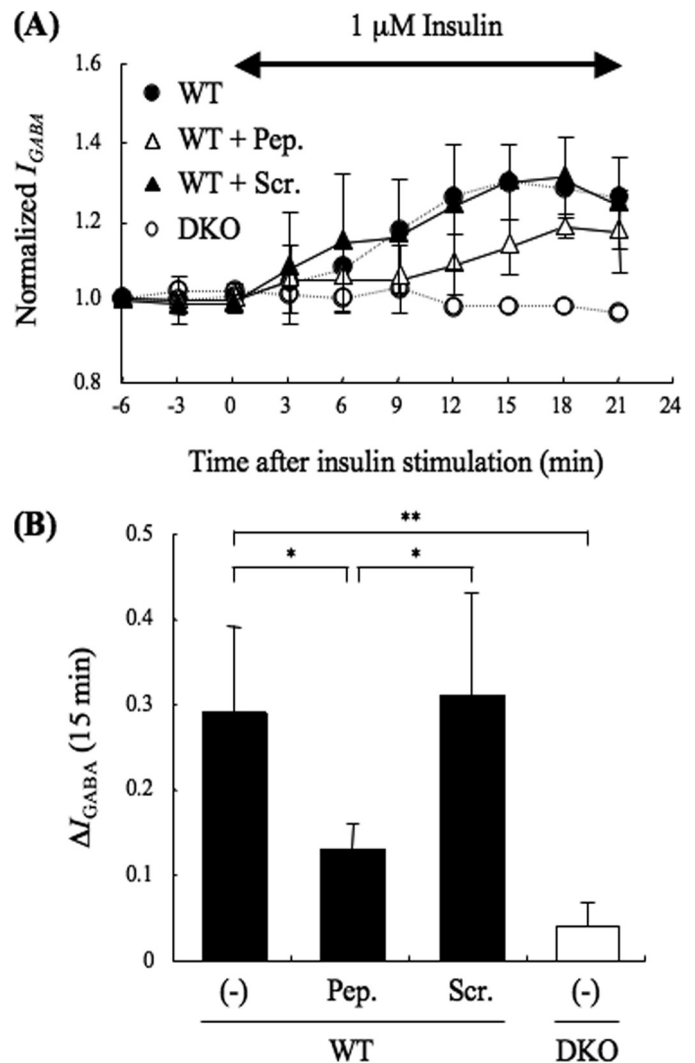 (A)
1 μM Insulin
1.6
1.4
1.2
1.0
0.8
Normalized I_GABA
WT
WT + Pep.
WT + Scr.
DKO
-6 -3 0 3 6 9 12 15 18 21 24
Time after insulin stimulation (min)
(B)
0.5
0.4
0.3
0.2
0.1
0
ΔI_GABA (15 min)
**
* *
(-) Pep. Scr. (-)
WT DKO